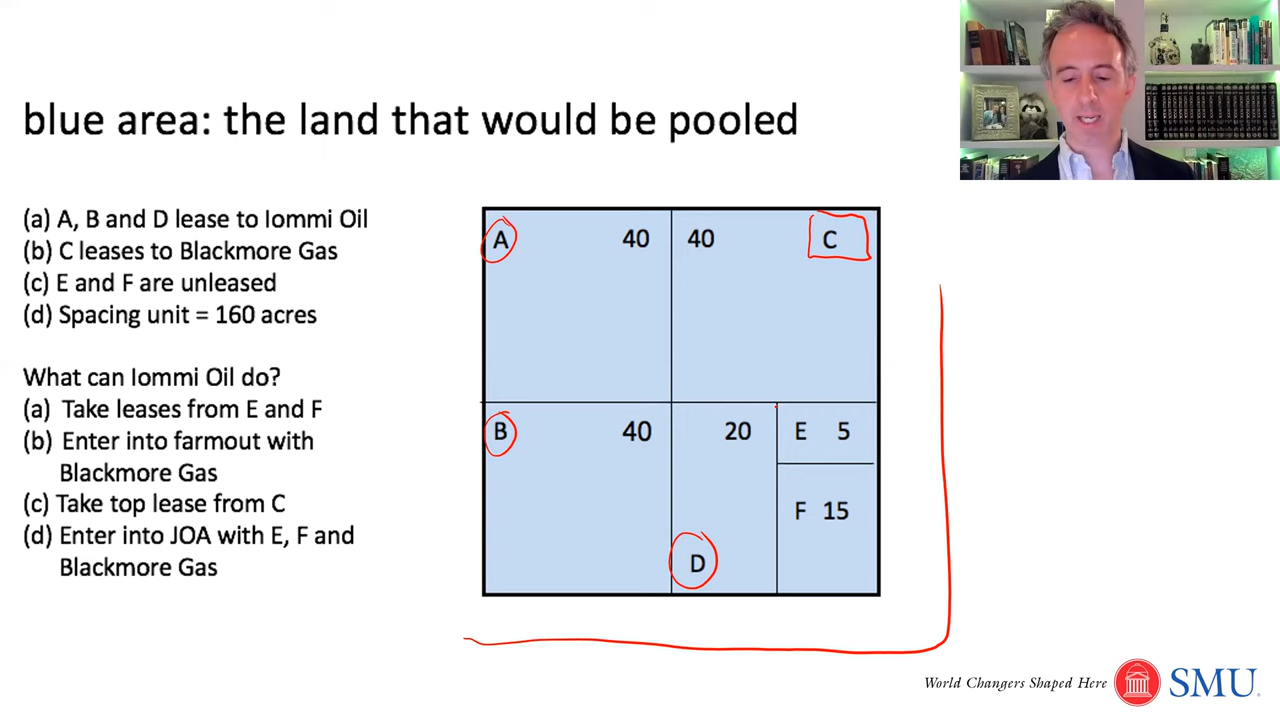 blue area: the land that would be pooled
(a) A, B and D lease to Iommi Oil
(b) C leases to Blackmore Gas
(c) E and F are unleased
(d) Spacing unit = 160 acres
What can Iommi Oil do?
(a) Take leases from E and F
(b) Enter into farmout with
Blackmore Gas
(c) Take top lease from C
(d) Enter into JOA with E, F and
Blackmore Gas
A 40 40 C
B 40 20 E 5
F 15
D
World Changers Shaped Here SMU.